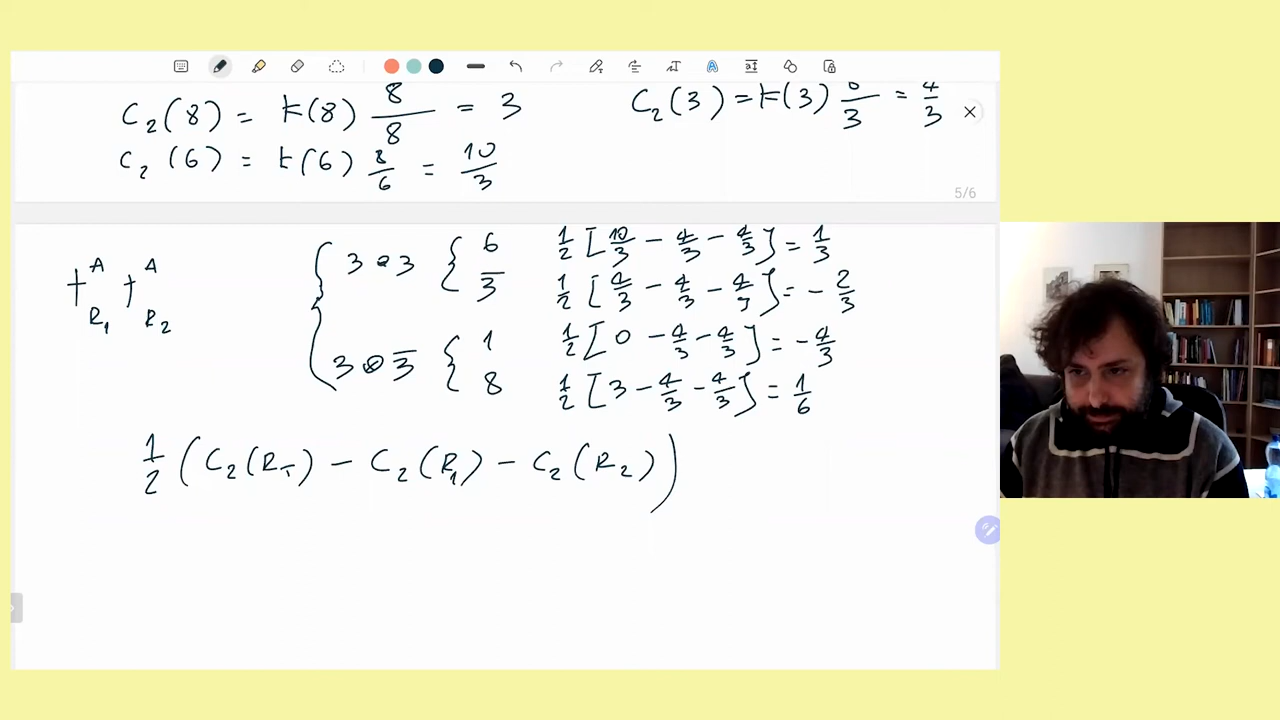 C₂(8) = k(8) 8/8 = 3
C₂(3) = k(3) 8/3 = 4/3
C₂(6) = k(6) 8/6 = 10/3
5/6
t^A_{R₁} t^A_{R₂}
3 ⊗ 3 { 6 1/2 [10/3 - 4/3 - 4/3] = 1/3
3̅ 1/2 [4/3 - 4/3 - 4/3] = - 2/3
3 ⊗ 3̅ { 1 1/2 [0 - 4/3 - 4/3] = - 4/3
8 1/2 [3 - 4/3 - 4/3] = 1/6
1/2 (C₂(R_T) - C₂(R₁) - C₂(R₂))